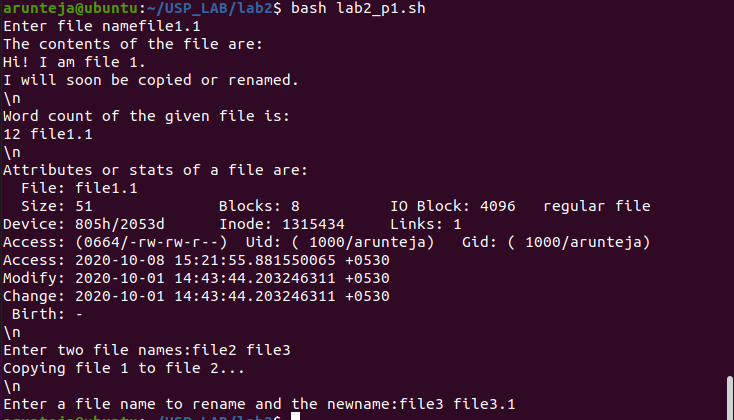 arunteja@ubuntu:~/USP_LAB/lab2$ bash lab2_p1.sh
Enter file namefile1.1
The contents of the file are:
Hi! I am file 1.
I will soon be copied or renamed.
\n
Word count of the given file is:
12 file1.1
\n
Attributes or stats of a file are:
  File: file1.1
  Size: 51              Blocks: 8          IO Block: 4096   regular file
Device: 805h/2053d      Inode: 1315434     Links: 1
Access: (0664/-rw-rw-r--)  Uid: ( 1000/arunteja)   Gid: ( 1000/arunteja)
Access: 2020-10-08 15:21:55.881550065 +0530
Modify: 2020-10-01 14:43:44.203246311 +0530
Change: 2020-10-01 14:43:44.203246311 +0530
 Birth: -
\n
Enter two file names:file2 file3
Copying file 1 to file 2...
\n
Enter a file name to rename and the newname:file3 file3.1
arunteja@ubuntu:~/USP_LAB/lab2$